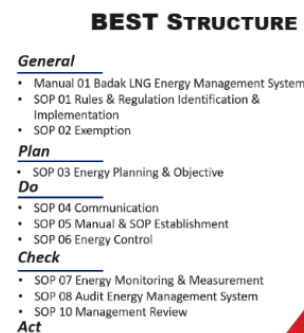 BEST STRUCTURE
General
• Manual 01 Badak LNG Energy Management System
• SOP 01 Rules & Regulation Identification &
Implementation
• SOP 02 Exemption
Plan
• SOP 03 Energy Planning & Objective
Do
• SOP 04 Communication
• SOP 05 Manual & SOP Establishment
• SOP 06 Energy Control
Check
• SOP 07 Energy Monitoring & Measurement
• SOP 08 Audit Energy Management System
• SOP 10 Management Review
Act